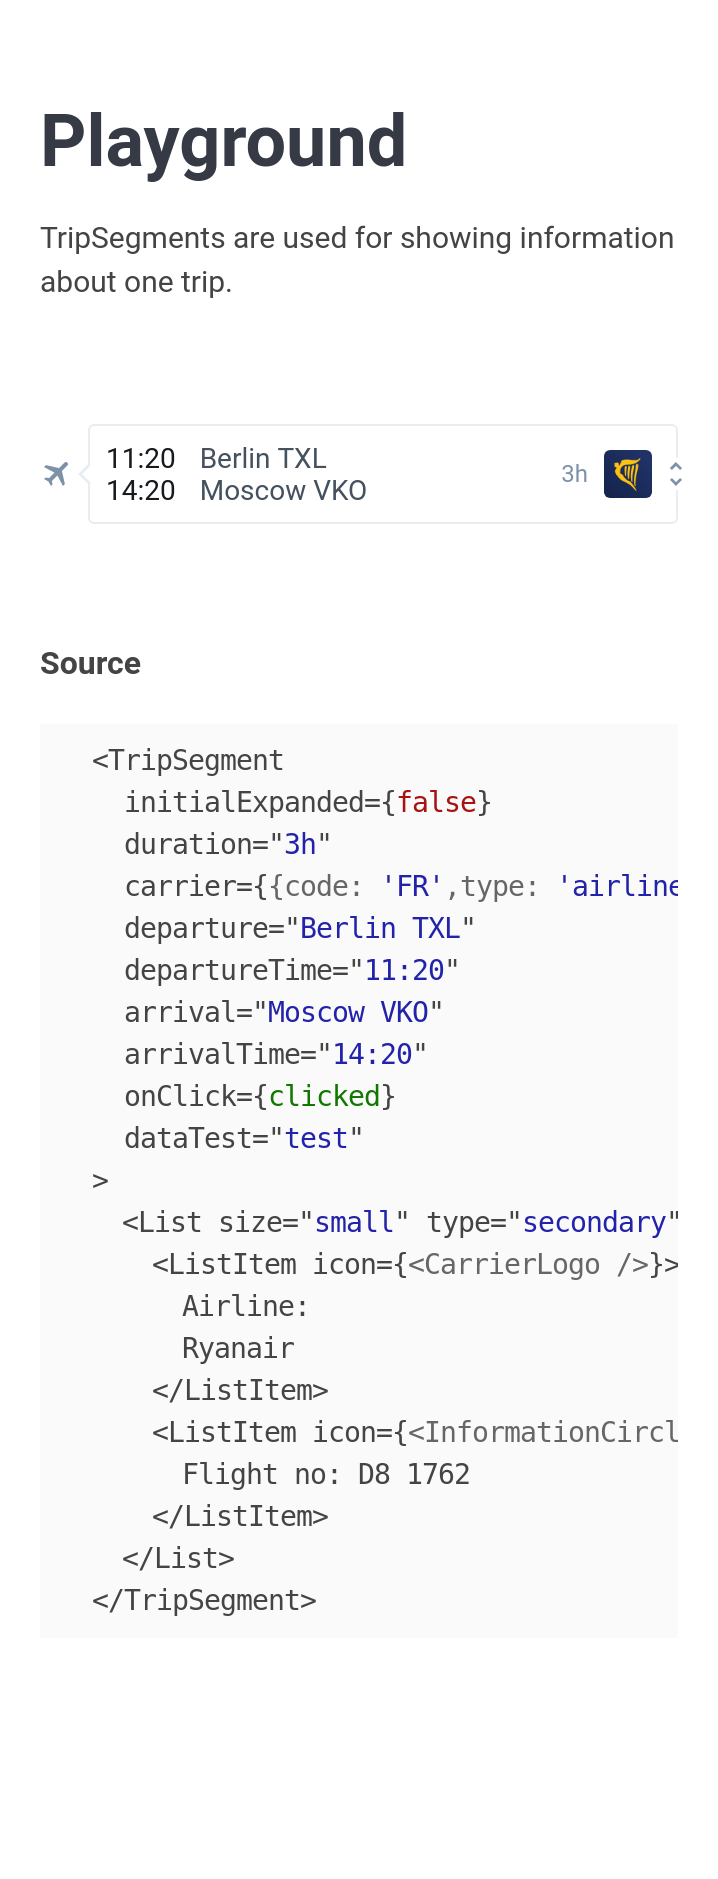 Playground
TripSegments are used for showing information
about one trip.
11:20 Berlin TXL
14:20 Moscow VKO
3h
Source
<TripSegment
initialExpanded={false}
duration="3h"
carrier={{code: 'FR',type: 'airline
departure="Berlin TXL"
departureTime="11:20"
arrival="Moscow VKO"
arrivalTime="14:20"
onClick={clicked}
dataTest="test"
>
<List size="small" type="secondary"
<ListItem icon={<CarrierLogo />}>
Airline:
Ryanair
</ListItem>
<ListItem icon={<InformationCircl
Flight no: D8 1762
</ListItem>
</List>
</TripSegment>